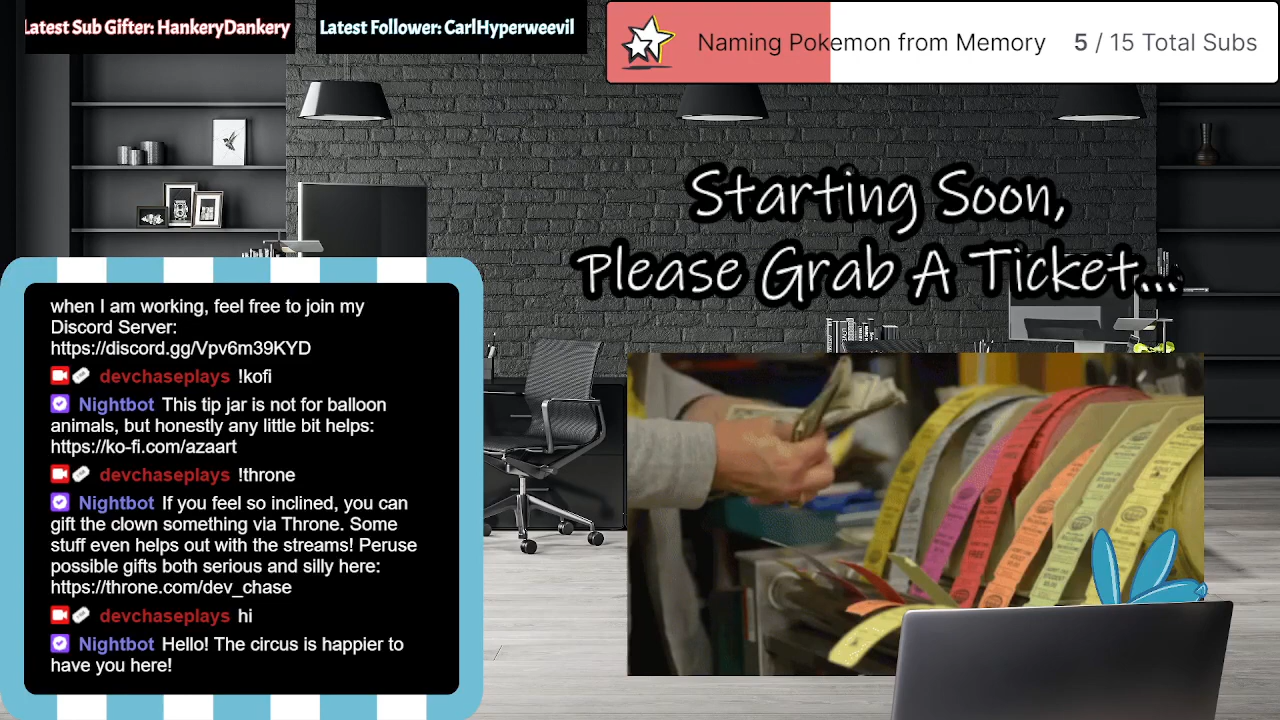 Latest Sub Gifter: HankeryDankery
Latest Follower: CarlHyperweevil
Naming Pokemon from Memory 5 / 15 Total Subs
Starting Soon,
Please Grab A Ticket...
when I am working, feel free to join my
Discord Server:
https://discord.gg/Vpv6m39KYD
devchaseplays !kofi
Nightbot This tip jar is not for balloon
animals, but honestly any little bit helps:
https://ko-fi.com/azaart
devchaseplays !throne
Nightbot If you feel so inclined, you can
gift the clown something via Throne. Some
stuff even helps out with the streams! Peruse
possible gifts both serious and silly here:
https://throne.com/dev_chase
devchaseplays hi
Nightbot Hello! The circus is happier to
have you here!